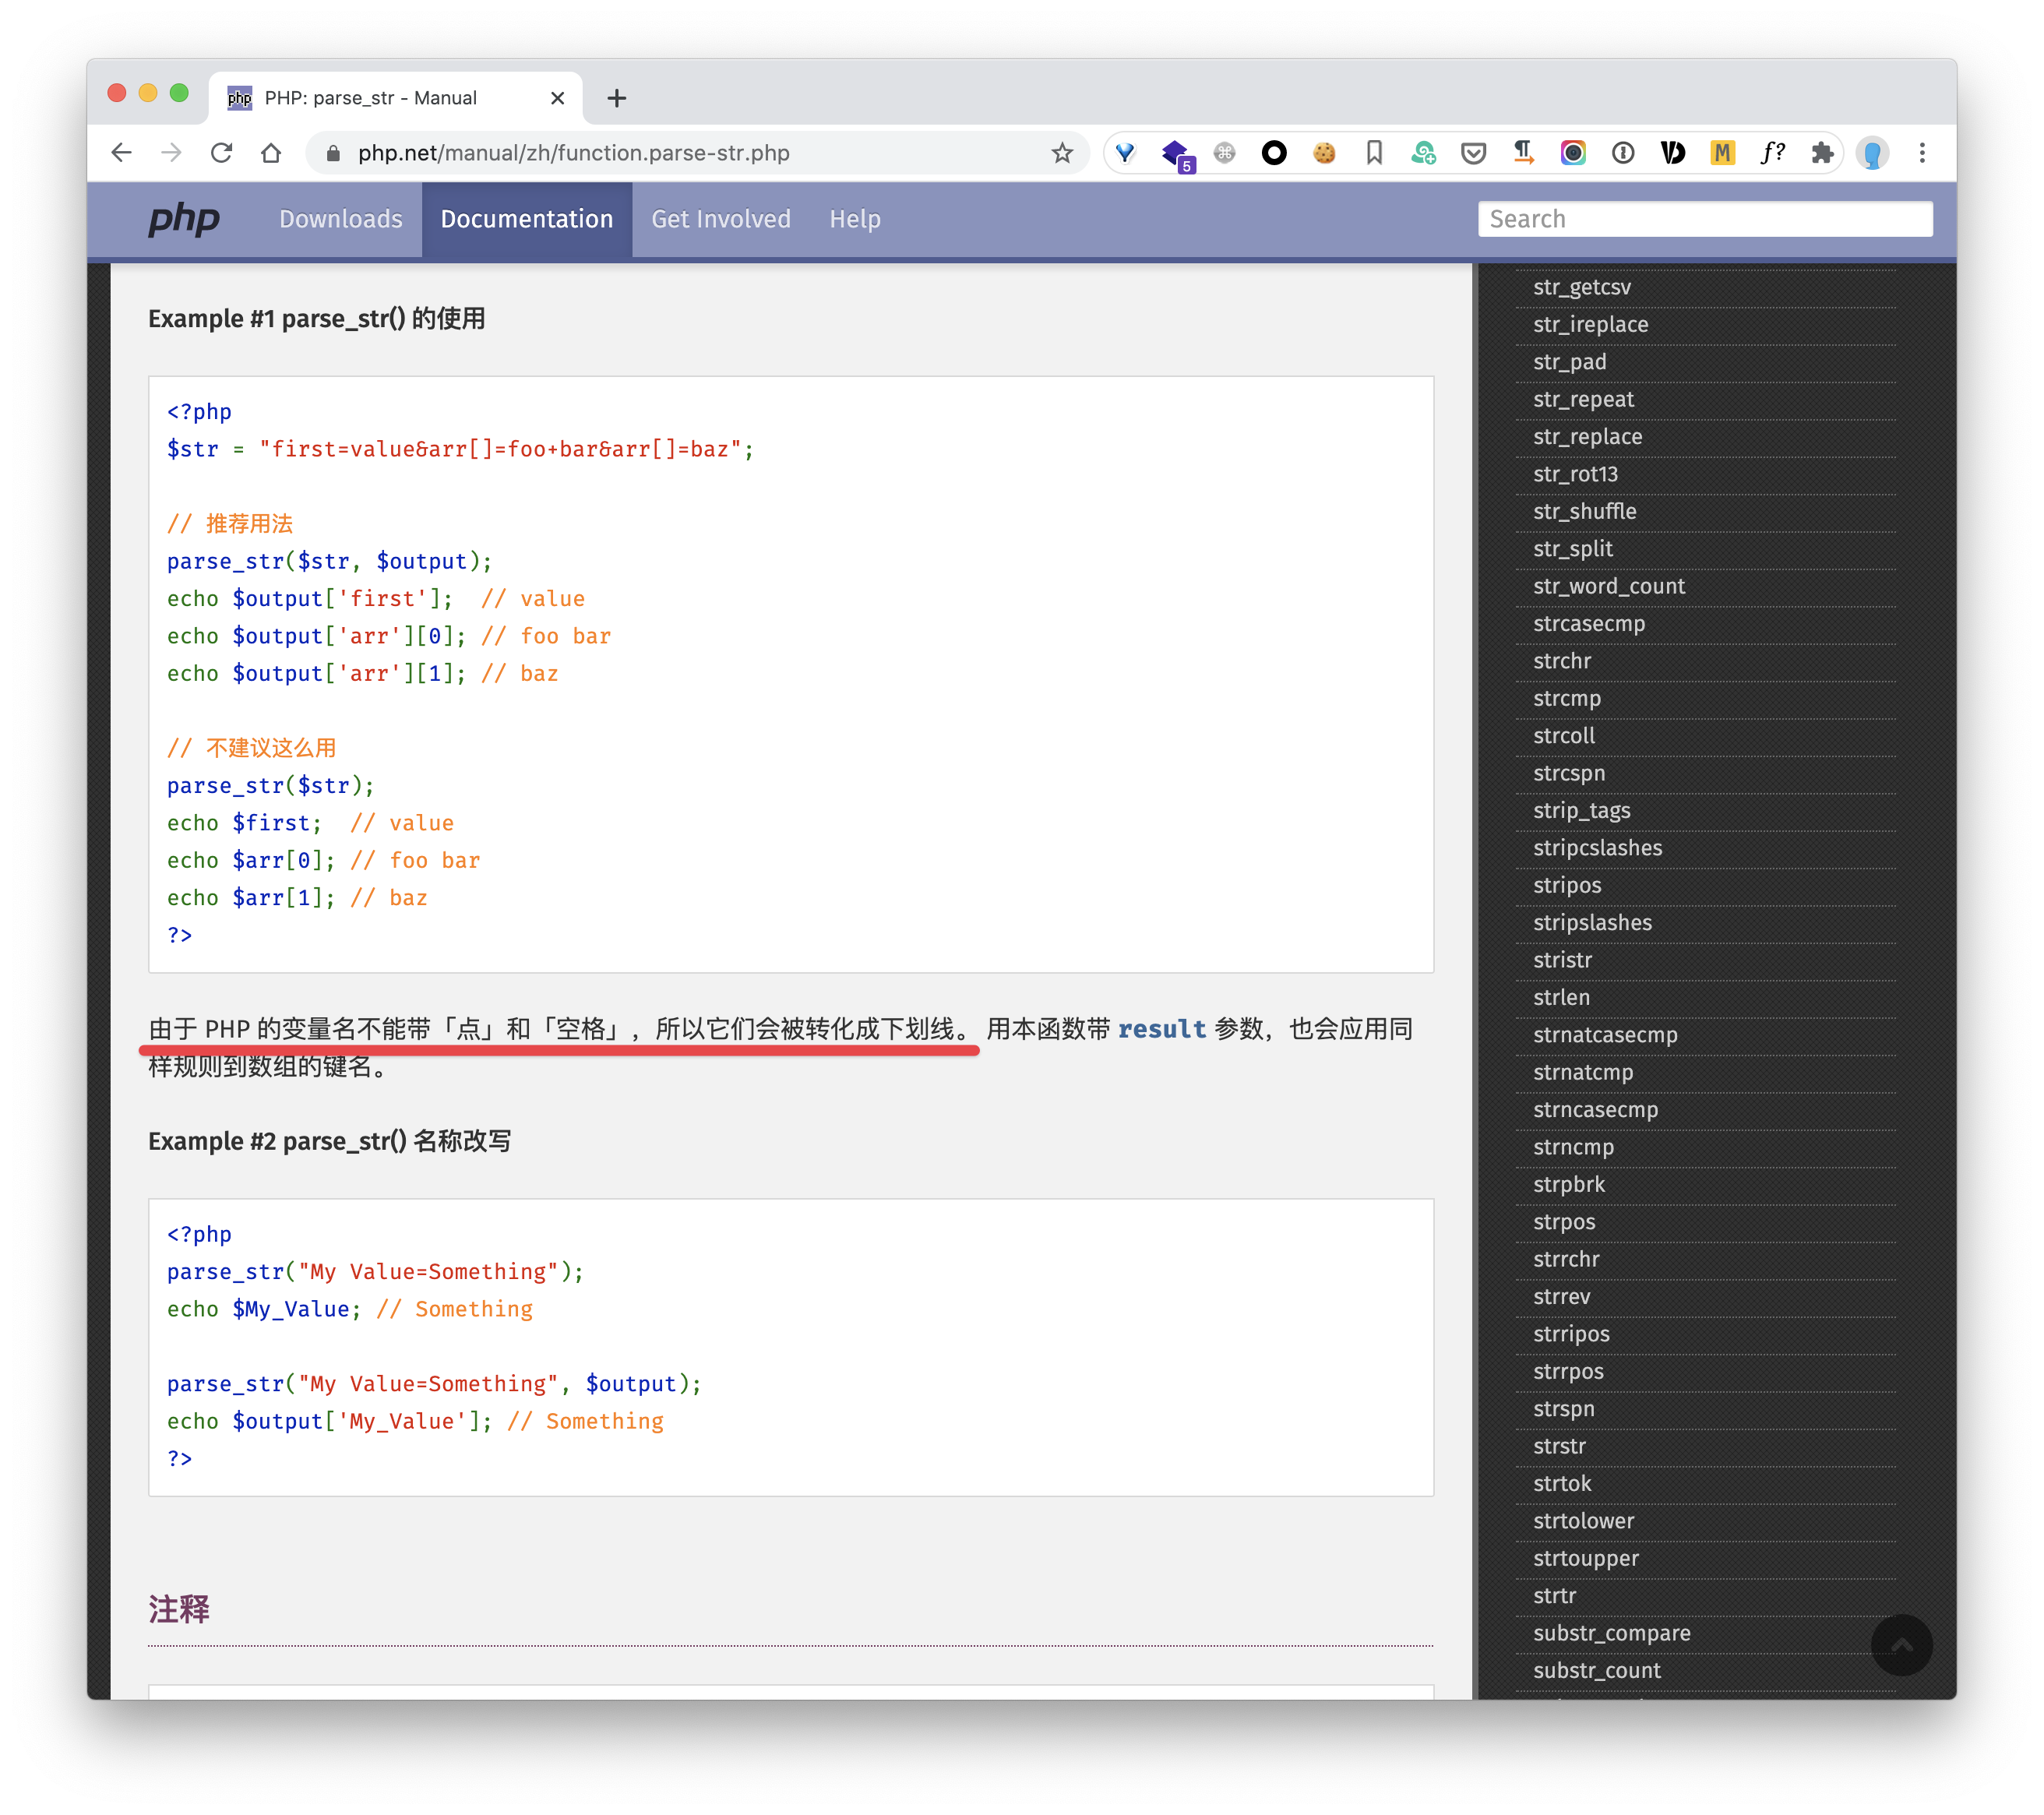 PHP: parse_str - Manual
php.net/manual/zh/function.parse-str.php
5
php
Downloads
Documentation
Get Involved
Help
Search
Example #1 parse_str() 的使用
<?php
$str = "first=value&arr[]=foo+bar&arr[]=baz";
// 推荐用法
parse_str($str, $output);
echo $output['first'];  // value
echo $output['arr'][0]; // foo bar
echo $output['arr'][1]; // baz
// 不建议这么用
parse_str($str);
echo $first;  // value
echo $arr[0]; // foo bar
echo $arr[1]; // baz
?>
由于 PHP 的变量名不能带「点」和「空格」，所以它们会被转化成下划线。 用本函数带 result 参数，也会应用同
样规则到数组的键名。
Example #2 parse_str() 名称改写
<?php
parse_str("My Value=Something");
echo $My_Value; // Something
parse_str("My Value=Something", $output);
echo $output['My_Value']; // Something
?>
注释
str_getcsv
str_ireplace
str_pad
str_repeat
str_replace
str_rot13
str_shuffle
str_split
str_word_count
strcasecmp
strchr
strcmp
strcoll
strcspn
strip_tags
stripcslashes
stripos
stripslashes
stristr
strlen
strnatcasecmp
strnatcmp
strncasecmp
strncmp
strpbrk
strpos
strrchr
strrev
strripos
strrpos
strspn
strstr
strtok
strtolower
strtoupper
strtr
substr_compare
substr_count